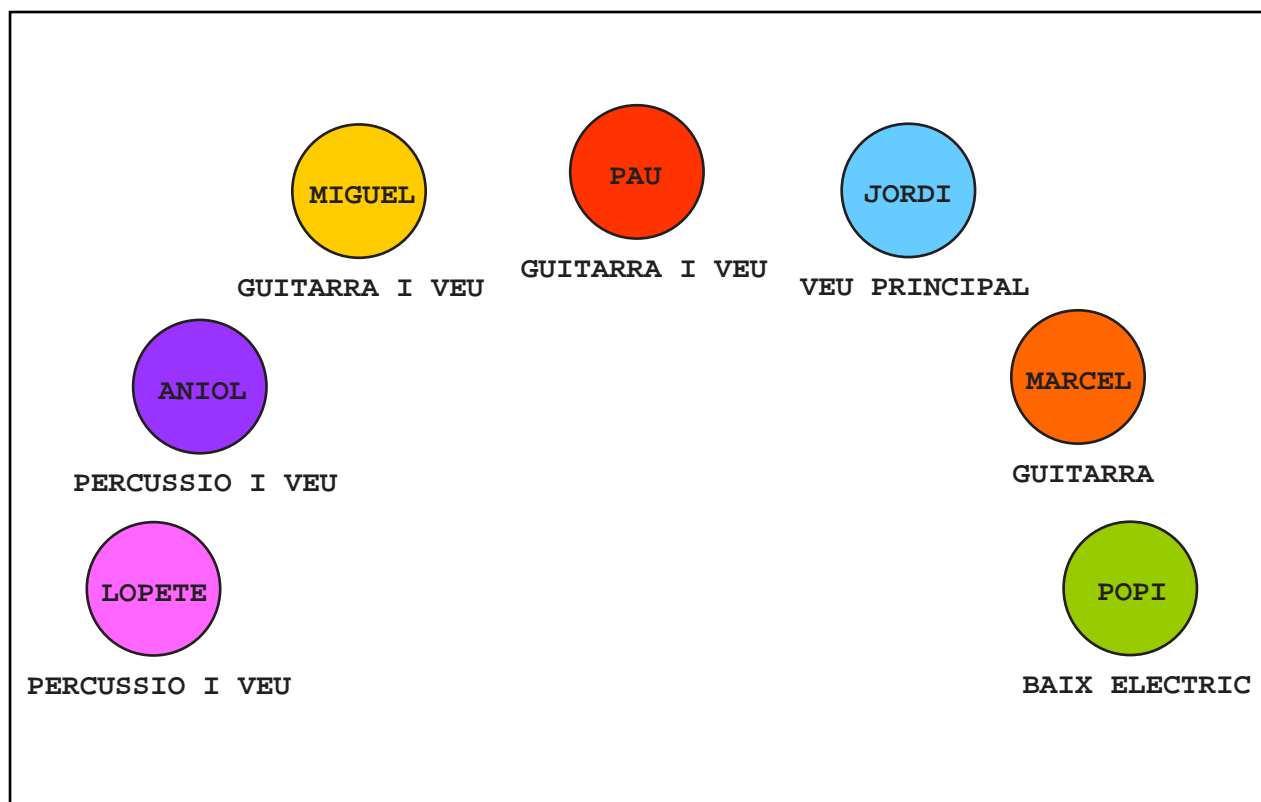 PAU
MIGUEL
JORDI
GUITARRA I VEU
GUITARRA I VEU
VEU PRINCIPAL
MARCEL
ANIOL
GUITARRA
PERCUSSIO I VEU
LOPETE
POPI
PERCUSSIO I VEU
BAIX ELECTRIC